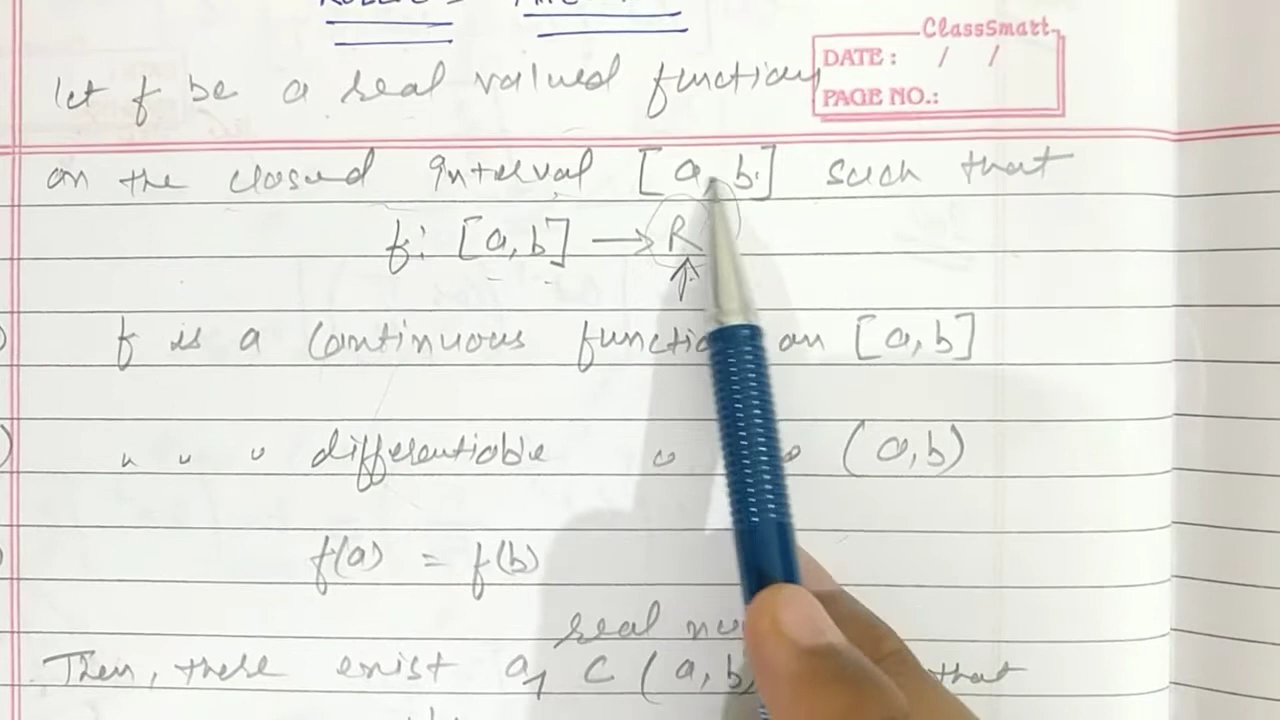 ClassSmart
DATE: / /
PAGE NO.:
let f be a real valued function
on the closed interval [a, b] such that
f: [a,b] → R
f is a continuous function on [a,b]
" " " differentiable " " (a,b)
f(a) = f(b)
real
Then, there exist a, C (a, b that